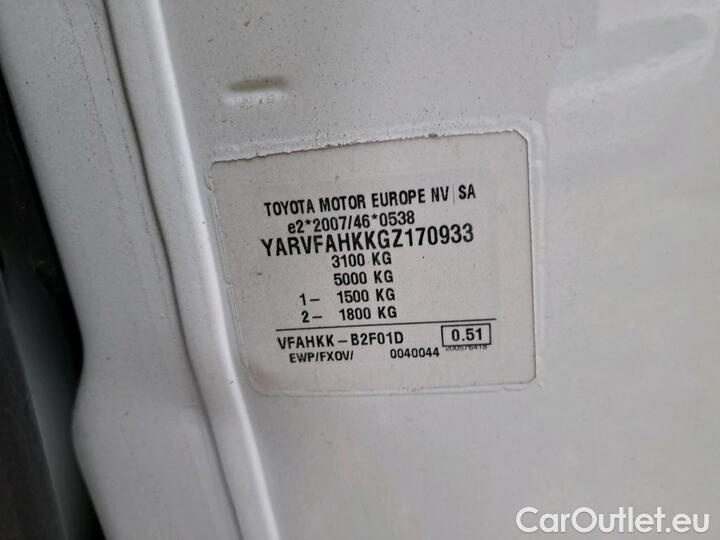 TOYOTA MOTOR EUROPE NV SA
e2*2007/46*0538
YARVFAHKKGZ170933
3100 KG
5000 KG
1- 1500 KG
2- 1800 KG
VFAHKK-B2F01D 0.51
EWP/FXOV/ 0040044 200576418
CarOutlet.eu